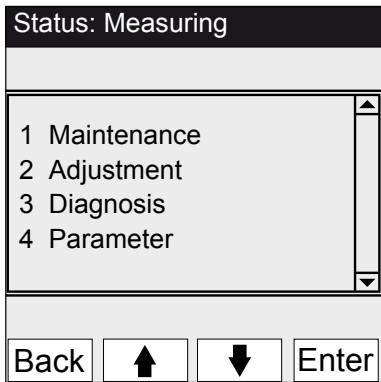 Status: Measuring
1 Maintenance
2 Adjustment
3 Diagnosis
4 Parameter
Back Enter